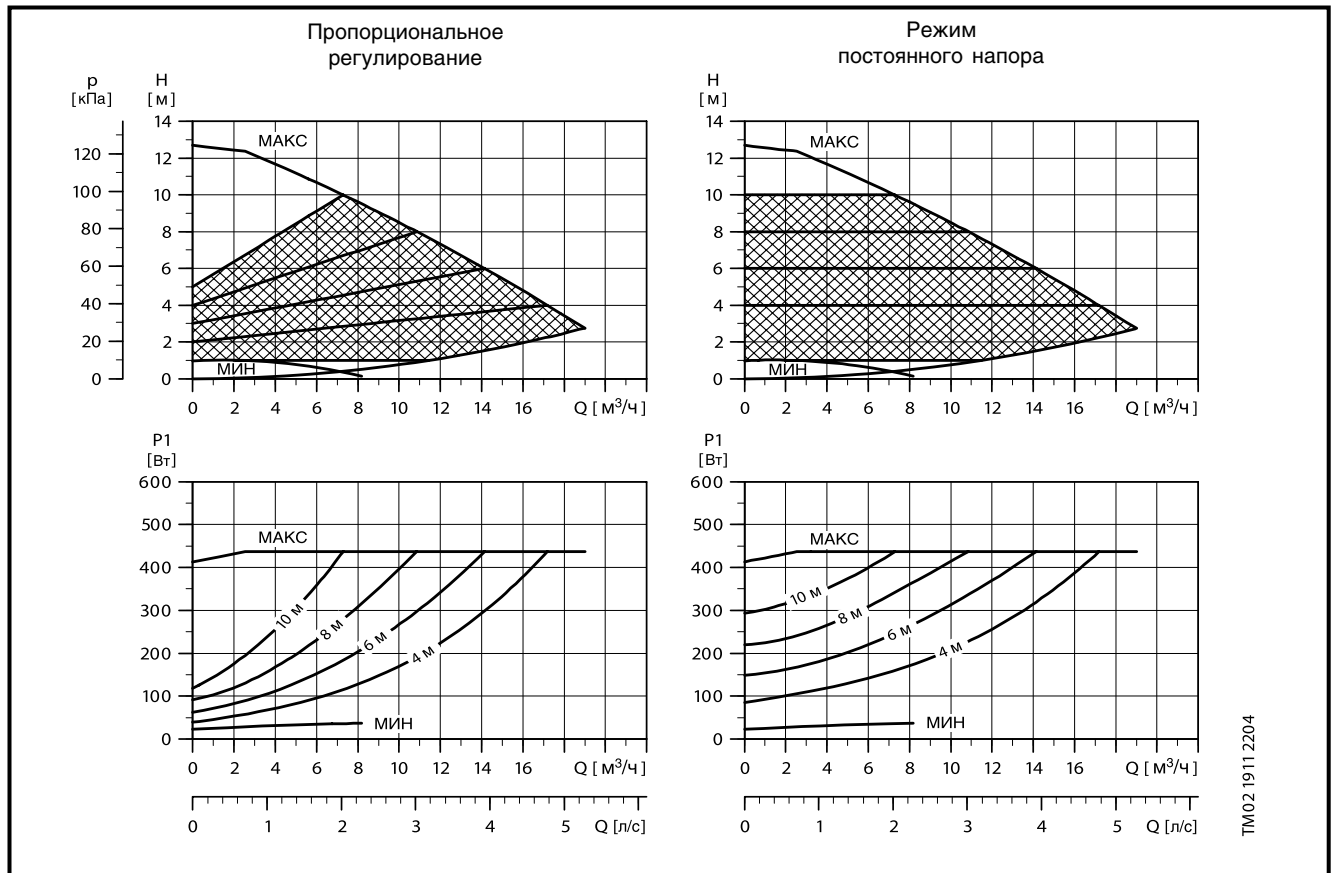 Пропорциональное
регулирование
Режим
постоянного напора
p
[кПа]
H
[м]
H
[м]
14
12
10
8
6
4
2
0
120
100
80
60
40
20
0
МАКС
МИН
0 2 4 6 8 10 12 14 16 Q [м³/ч]
14
12
10
8
6
4
2
0
МАКС
МИН
0 2 4 6 8 10 12 14 16 Q [м³/ч]
P1
[Вт]
600
500
400
300
200
100
0
МАКС
10 м
8 м
6 м
4 м
МИН
0 2 4 6 8 10 12 14 16 Q [м³/ч]
0 1 2 3 4 5 Q [л/с]
P1
[Вт]
600
500
400
300
200
100
0
МАКС
10 м
8 м
6 м
4 м
МИН
0 2 4 6 8 10 12 14 16 Q [м³/ч]
0 1 2 3 4 5 Q [л/с]
TM02 1911 2204